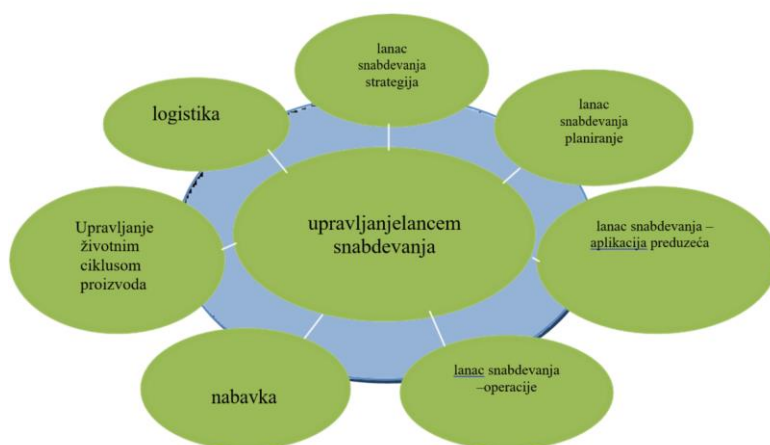 lanac
snabdevanja
strategija
logistika
lanac
snabdevanja
planiranje
Upravljanje
životnim
ciklusom
proizvoda
upravljanjelancem
snabdevanja
lanac snabdevanja –
aplikacija preduzeća
nabavka
lanac snabdevanja
–operacije